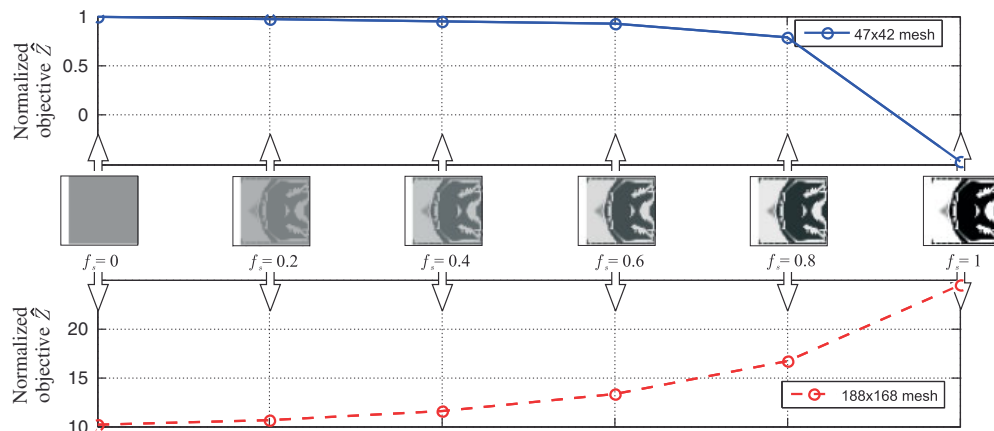 Normalized
objective Ẑ
1
0.5
0
47x42 mesh
f_s = 0
f_s = 0.2
f_s = 0.4
f_s = 0.6
f_s = 0.8
f_s = 1
Normalized
objective Ẑ
20
15
10
188x168 mesh